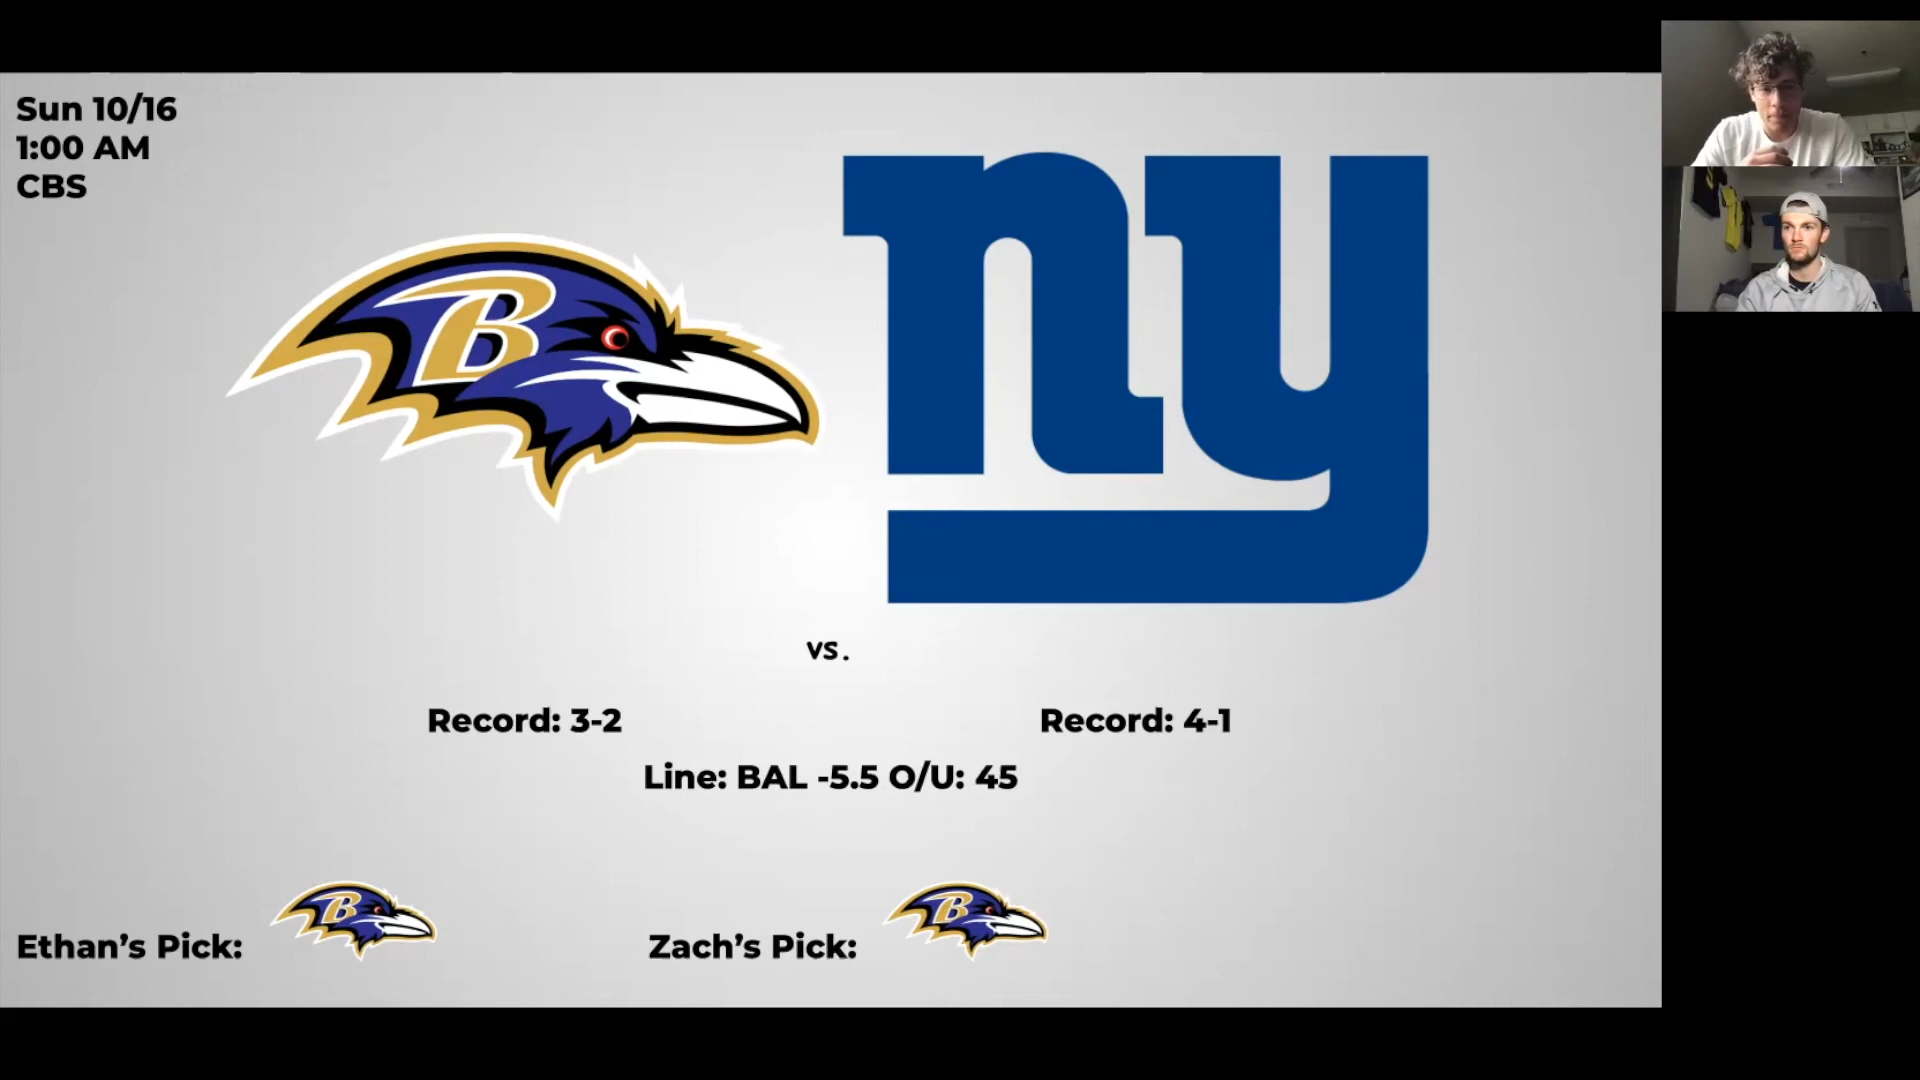 Sun 10/16
1:00 AM
CBS
B
ny
vs.
Record: 3-2
Record: 4-1
Line: BAL -5.5 O/U: 45
Ethan’s Pick:
B
Zach’s Pick:
B